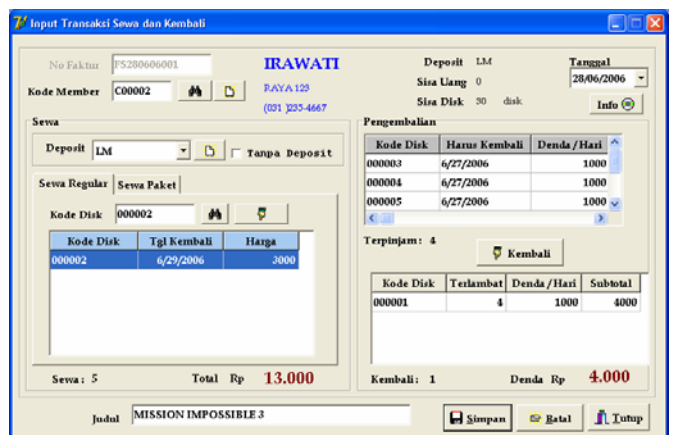 Input Transaksi Sewa dan Kembali
No Faktur FS280606001
Kode Member C00002
IRAWATI
RAYA 123
(031 )235-4667
Deposit LM
Sisa Uang 0
Sisa Disk 30 disk
Tanggal
28/06/2006
Info
Sewa
Deposit LM Tanpa Deposit
Sewa Regular Sewa Paket
Kode Disk 000002
Kode Disk Tgl Kembali Harga
000002 6/29/2006 3000
Sewa : 5 Total Rp 13.000
Pengembalian
Kode Disk Harus Kembali Denda / Hari
000003 6/27/2006 1000
000004 6/27/2006 1000
000005 6/27/2006 1000
Terpinjam : 4
Kembali
Kode Disk Terlambat Denda / Hari Subtotal
000001 4 1000 4000
Kembali : 1 Denda Rp 4.000
Judul MISSION IMPOSSIBLE 3
Simpan Batal Tutup